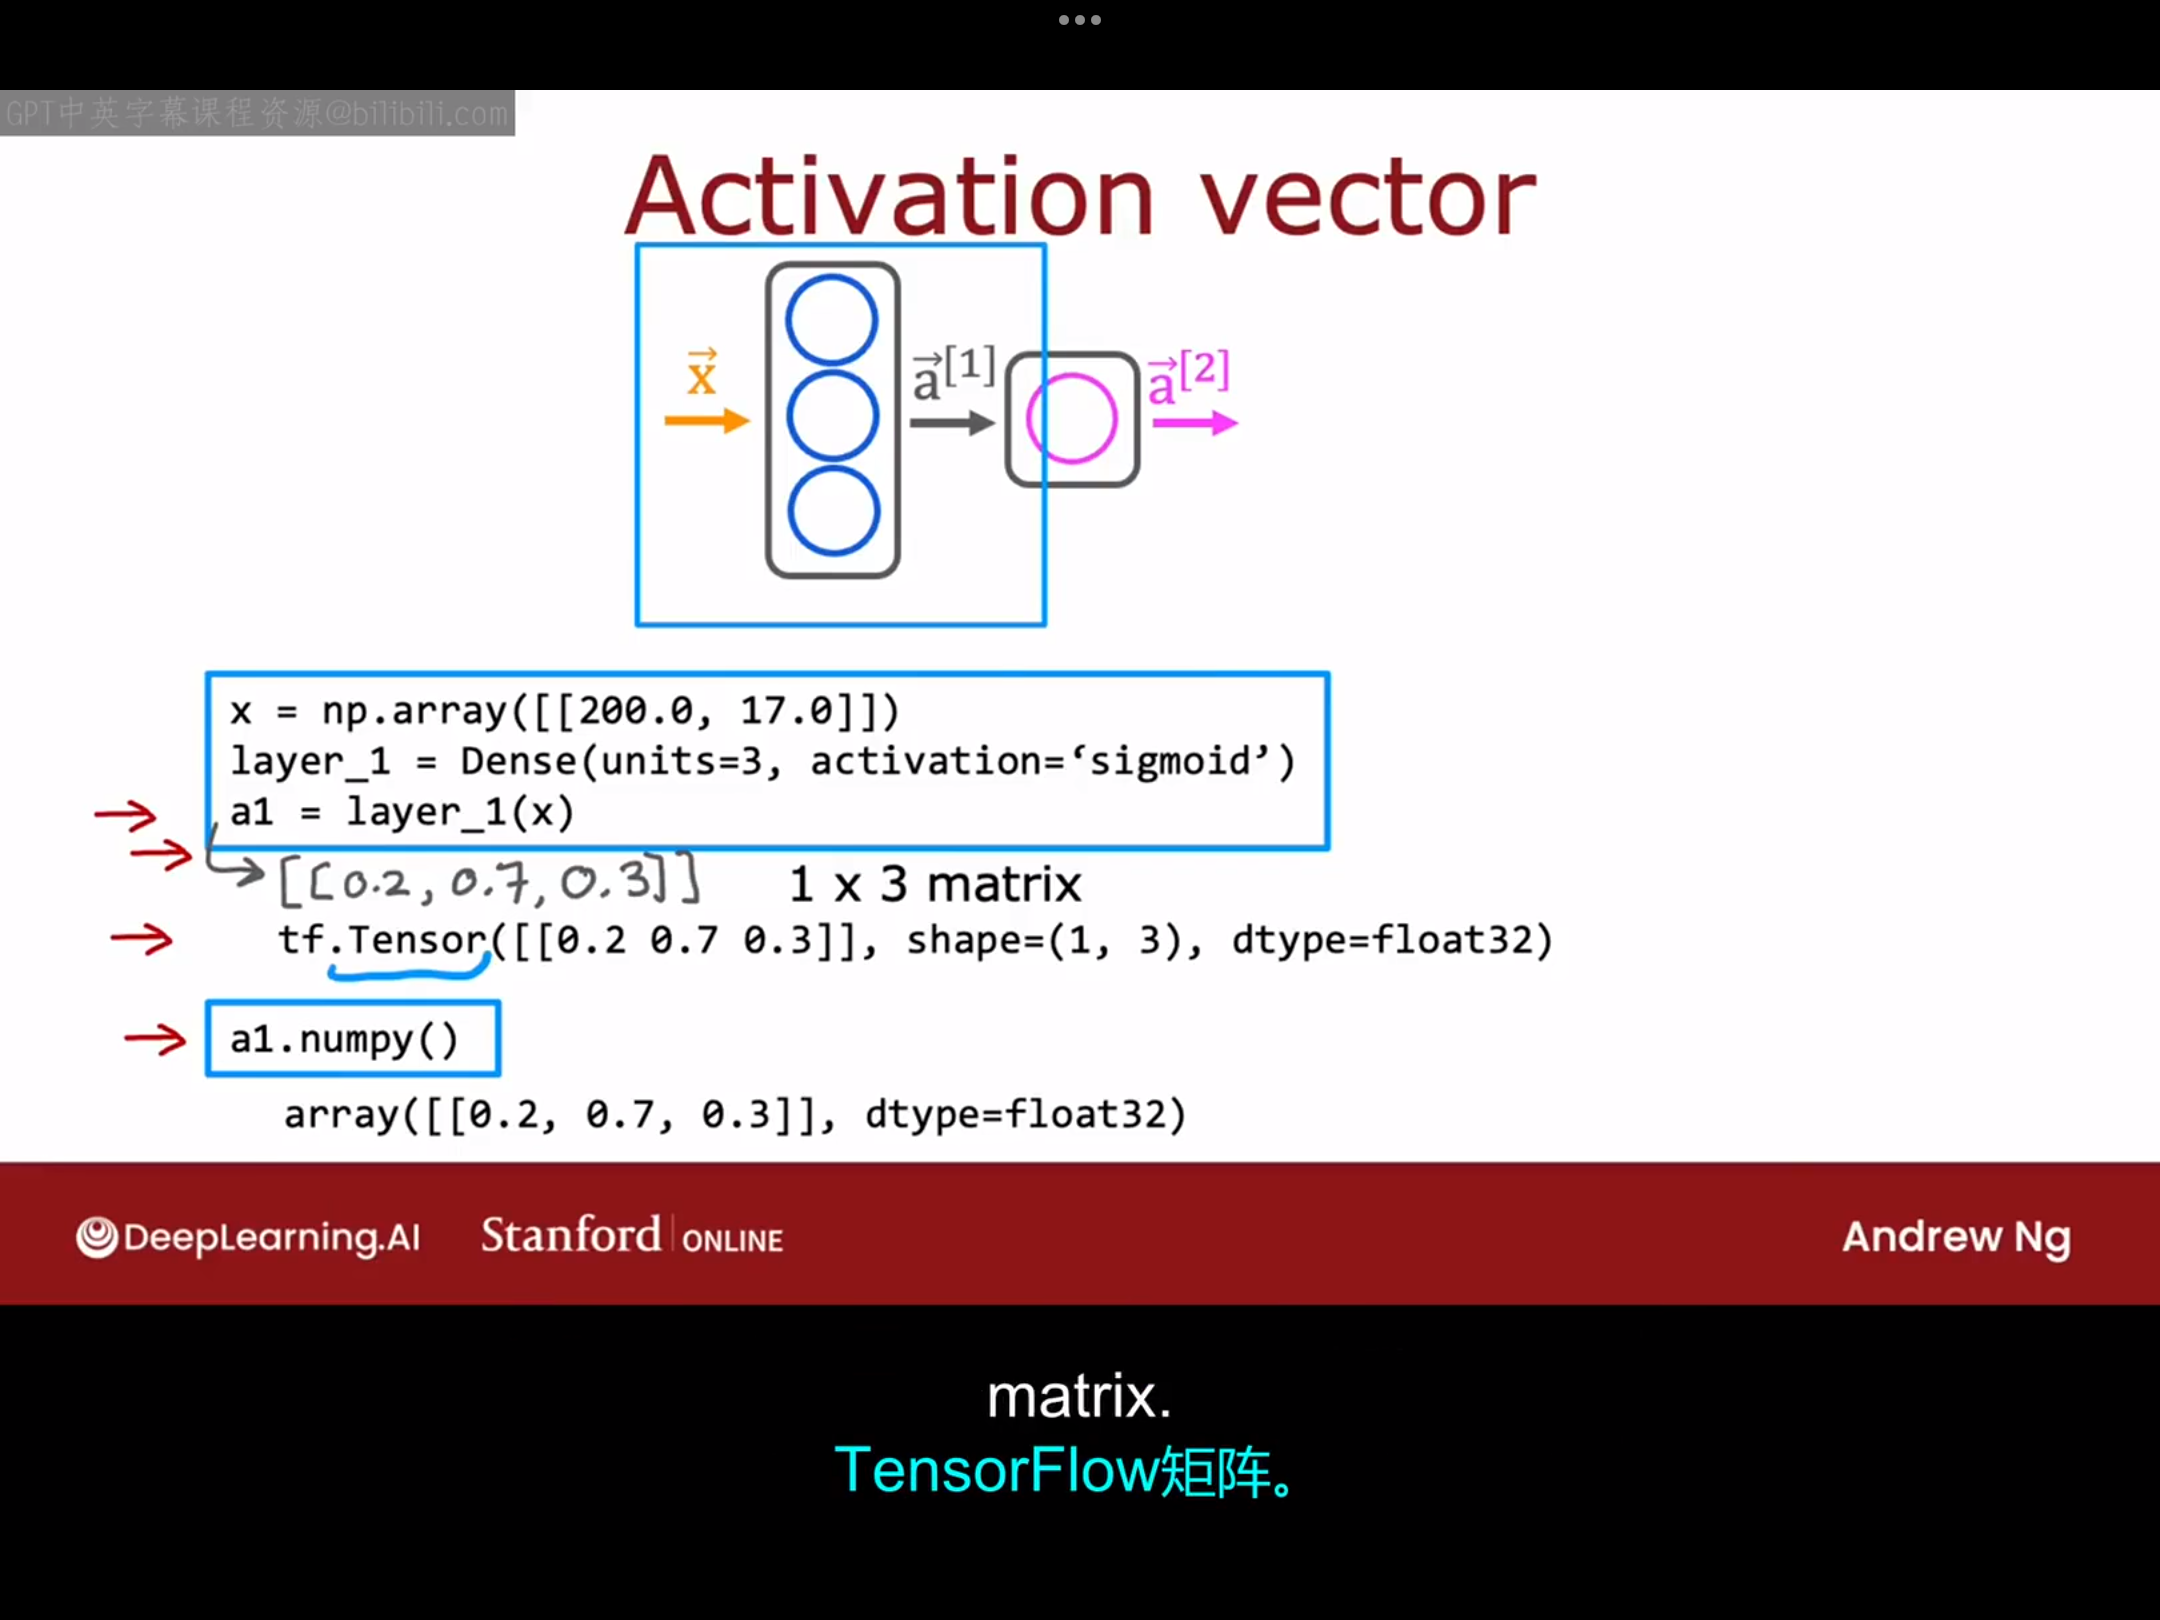 GPT中英字幕课程资源@bilibili.com
Activation vector
x⃗
a⃗[1]
a⃗[2]
x = np.array([[200.0, 17.0]])
layer_1 = Dense(units=3, activation=‘sigmoid’)
a1 = layer_1(x)
[[0.2, 0.7, 0.3]] 1 x 3 matrix
tf.Tensor([[0.2 0.7 0.3]], shape=(1, 3), dtype=float32)
a1.numpy()
array([[0.2, 0.7, 0.3]], dtype=float32)
DeepLearning.AI Stanford ONLINE Andrew Ng
matrix.
TensorFlow矩阵。